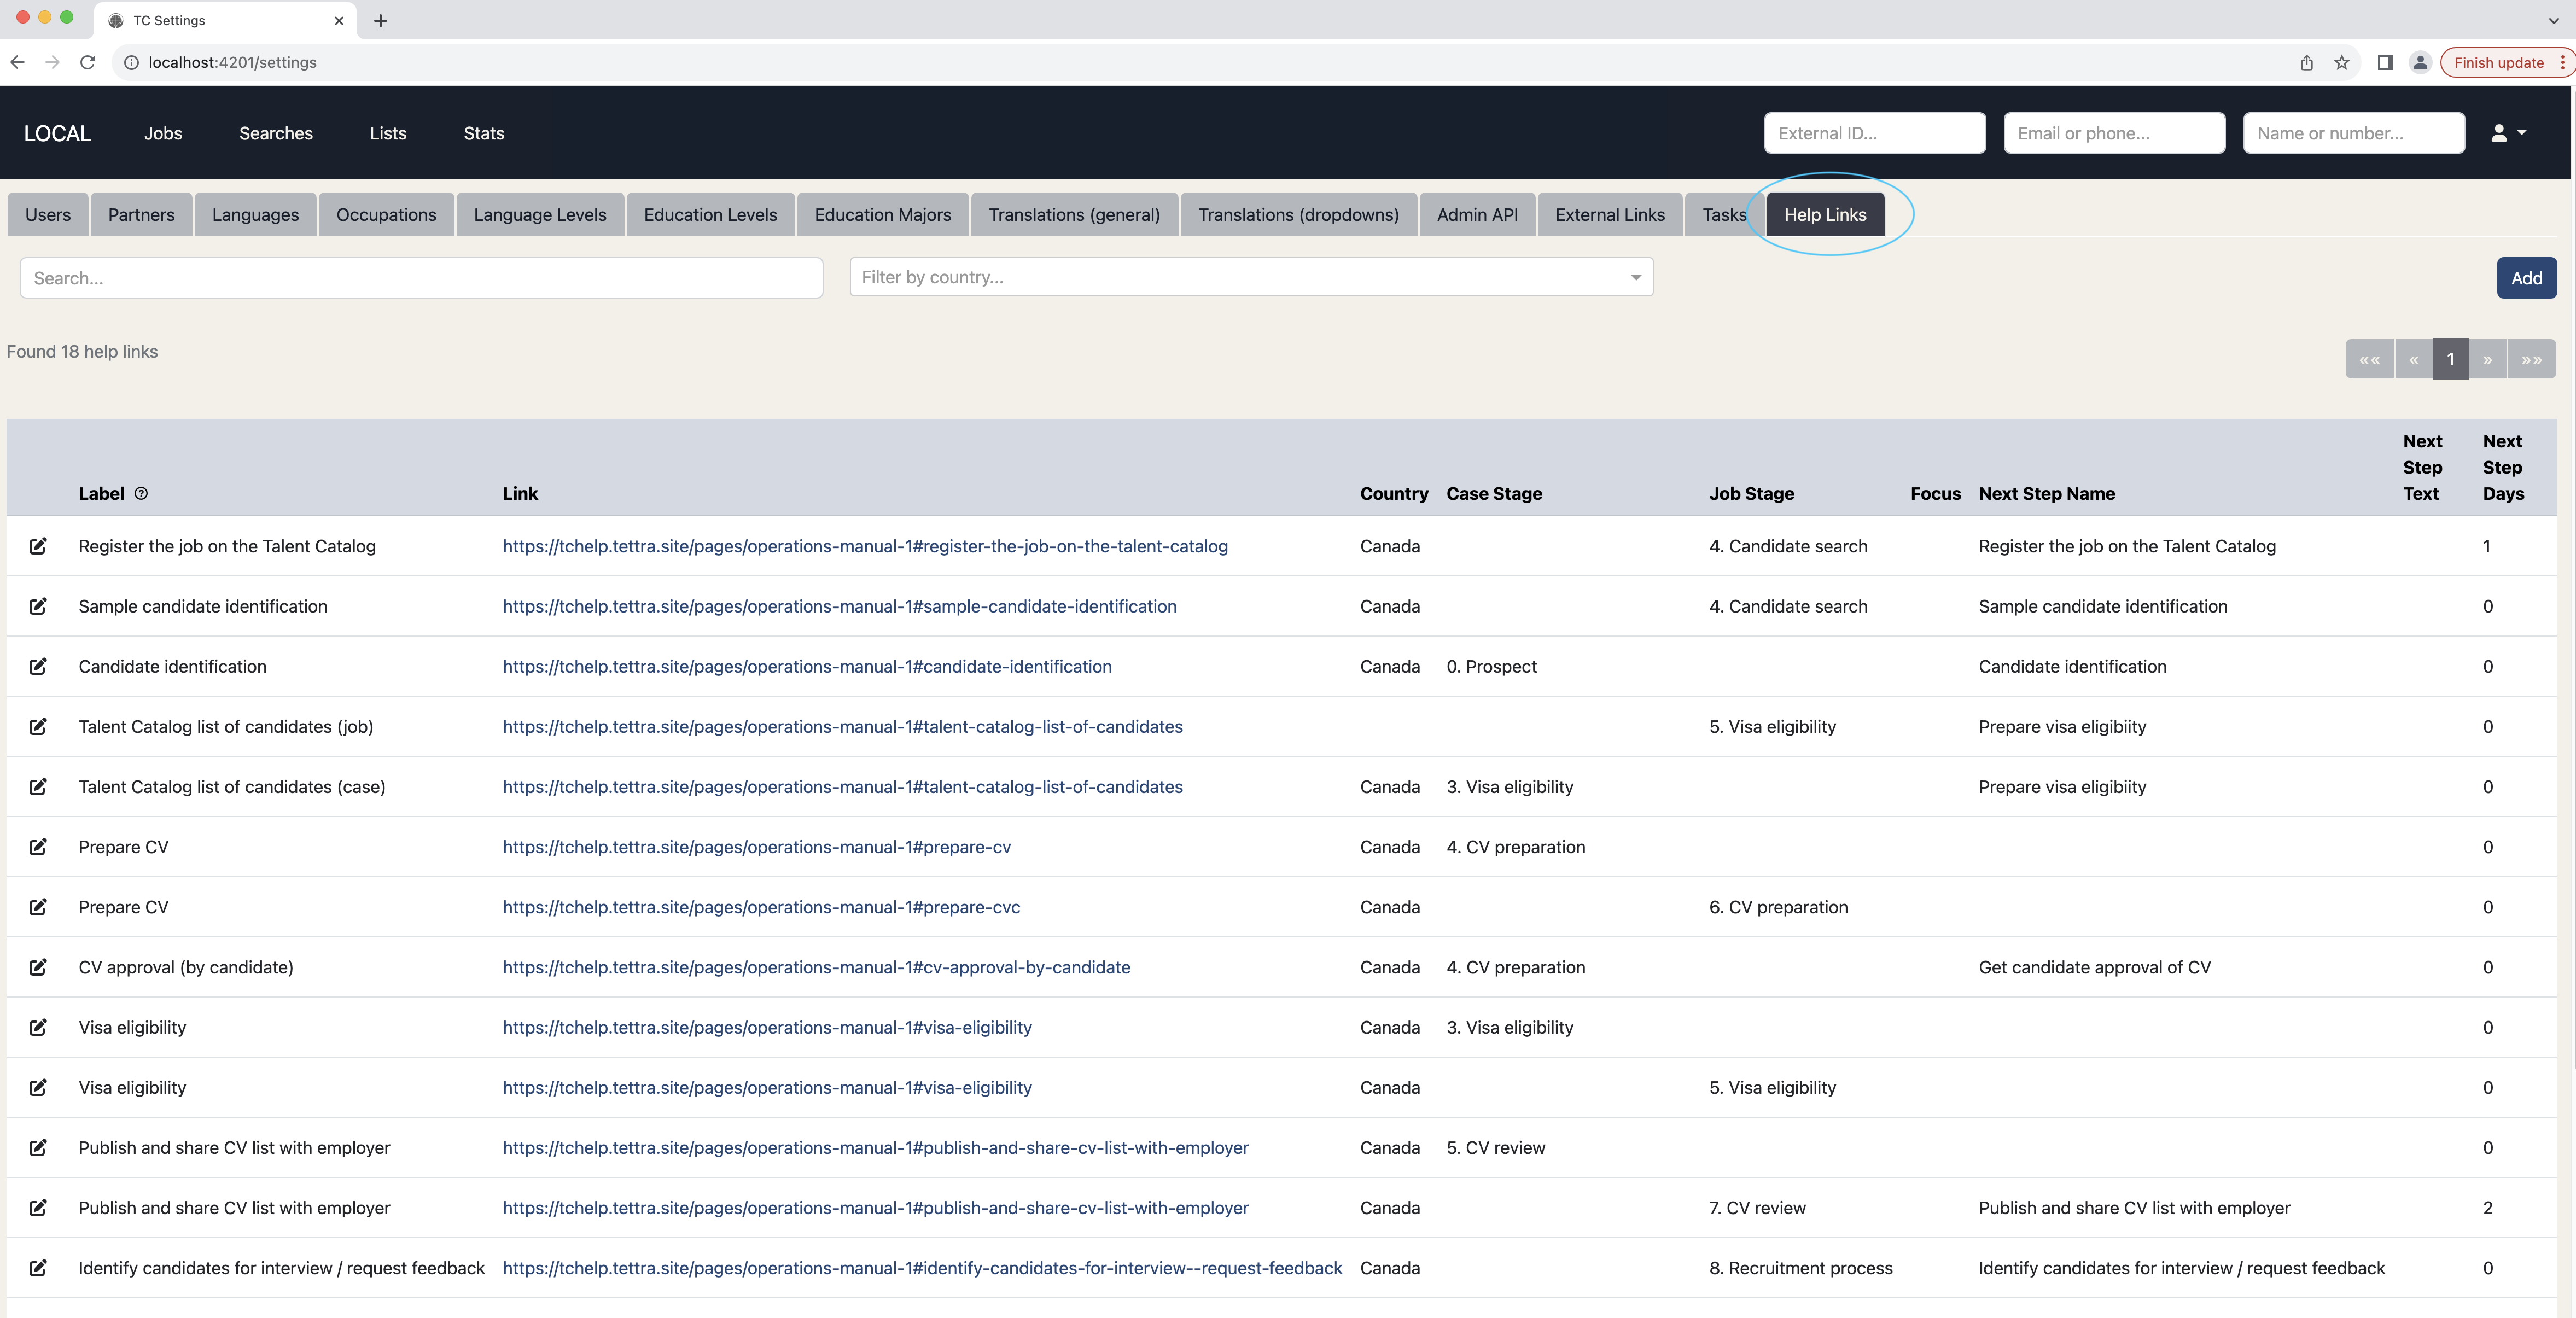 TC Settings
localhost:4201/settings
Finish update
LOCAL Jobs Searches Lists Stats External ID... Email or phone... Name or number...
Users Partners Languages Occupations Language Levels Education Levels Education Majors Translations (general) Translations (dropdowns) Admin API External Links Tasks Help Links
Search... Filter by country... Add
Found 18 help links
«« « 1 » »»
Label Link Country Case Stage Job Stage Focus Next Step Name Next Step Text Next Step Days
Register the job on the Talent Catalog https://tchelp.tettra.site/pages/operations-manual-1#register-the-job-on-the-talent-catalog Canada 4. Candidate search Register the job on the Talent Catalog 1
Sample candidate identification https://tchelp.tettra.site/pages/operations-manual-1#sample-candidate-identification Canada 4. Candidate search Sample candidate identification 0
Candidate identification https://tchelp.tettra.site/pages/operations-manual-1#candidate-identification Canada 0. Prospect Candidate identification 0
Talent Catalog list of candidates (job) https://tchelp.tettra.site/pages/operations-manual-1#talent-catalog-list-of-candidates 5. Visa eligibility Prepare visa eligibiity 0
Talent Catalog list of candidates (case) https://tchelp.tettra.site/pages/operations-manual-1#talent-catalog-list-of-candidates Canada 3. Visa eligibility Prepare visa eligibiity 0
Prepare CV https://tchelp.tettra.site/pages/operations-manual-1#prepare-cv Canada 4. CV preparation 0
Prepare CV https://tchelp.tettra.site/pages/operations-manual-1#prepare-cvc Canada 6. CV preparation 0
CV approval (by candidate) https://tchelp.tettra.site/pages/operations-manual-1#cv-approval-by-candidate Canada 4. CV preparation Get candidate approval of CV 0
Visa eligibility https://tchelp.tettra.site/pages/operations-manual-1#visa-eligibility Canada 3. Visa eligibility 0
Visa eligibility https://tchelp.tettra.site/pages/operations-manual-1#visa-eligibility Canada 5. Visa eligibility 0
Publish and share CV list with employer https://tchelp.tettra.site/pages/operations-manual-1#publish-and-share-cv-list-with-employer Canada 5. CV review 0
Publish and share CV list with employer https://tchelp.tettra.site/pages/operations-manual-1#publish-and-share-cv-list-with-employer Canada 7. CV review Publish and share CV list with employer 2
Identify candidates for interview / request feedback https://tchelp.tettra.site/pages/operations-manual-1#identify-candidates-for-interview--request-feedback Canada 8. Recruitment process Identify candidates for interview / request feedback 0